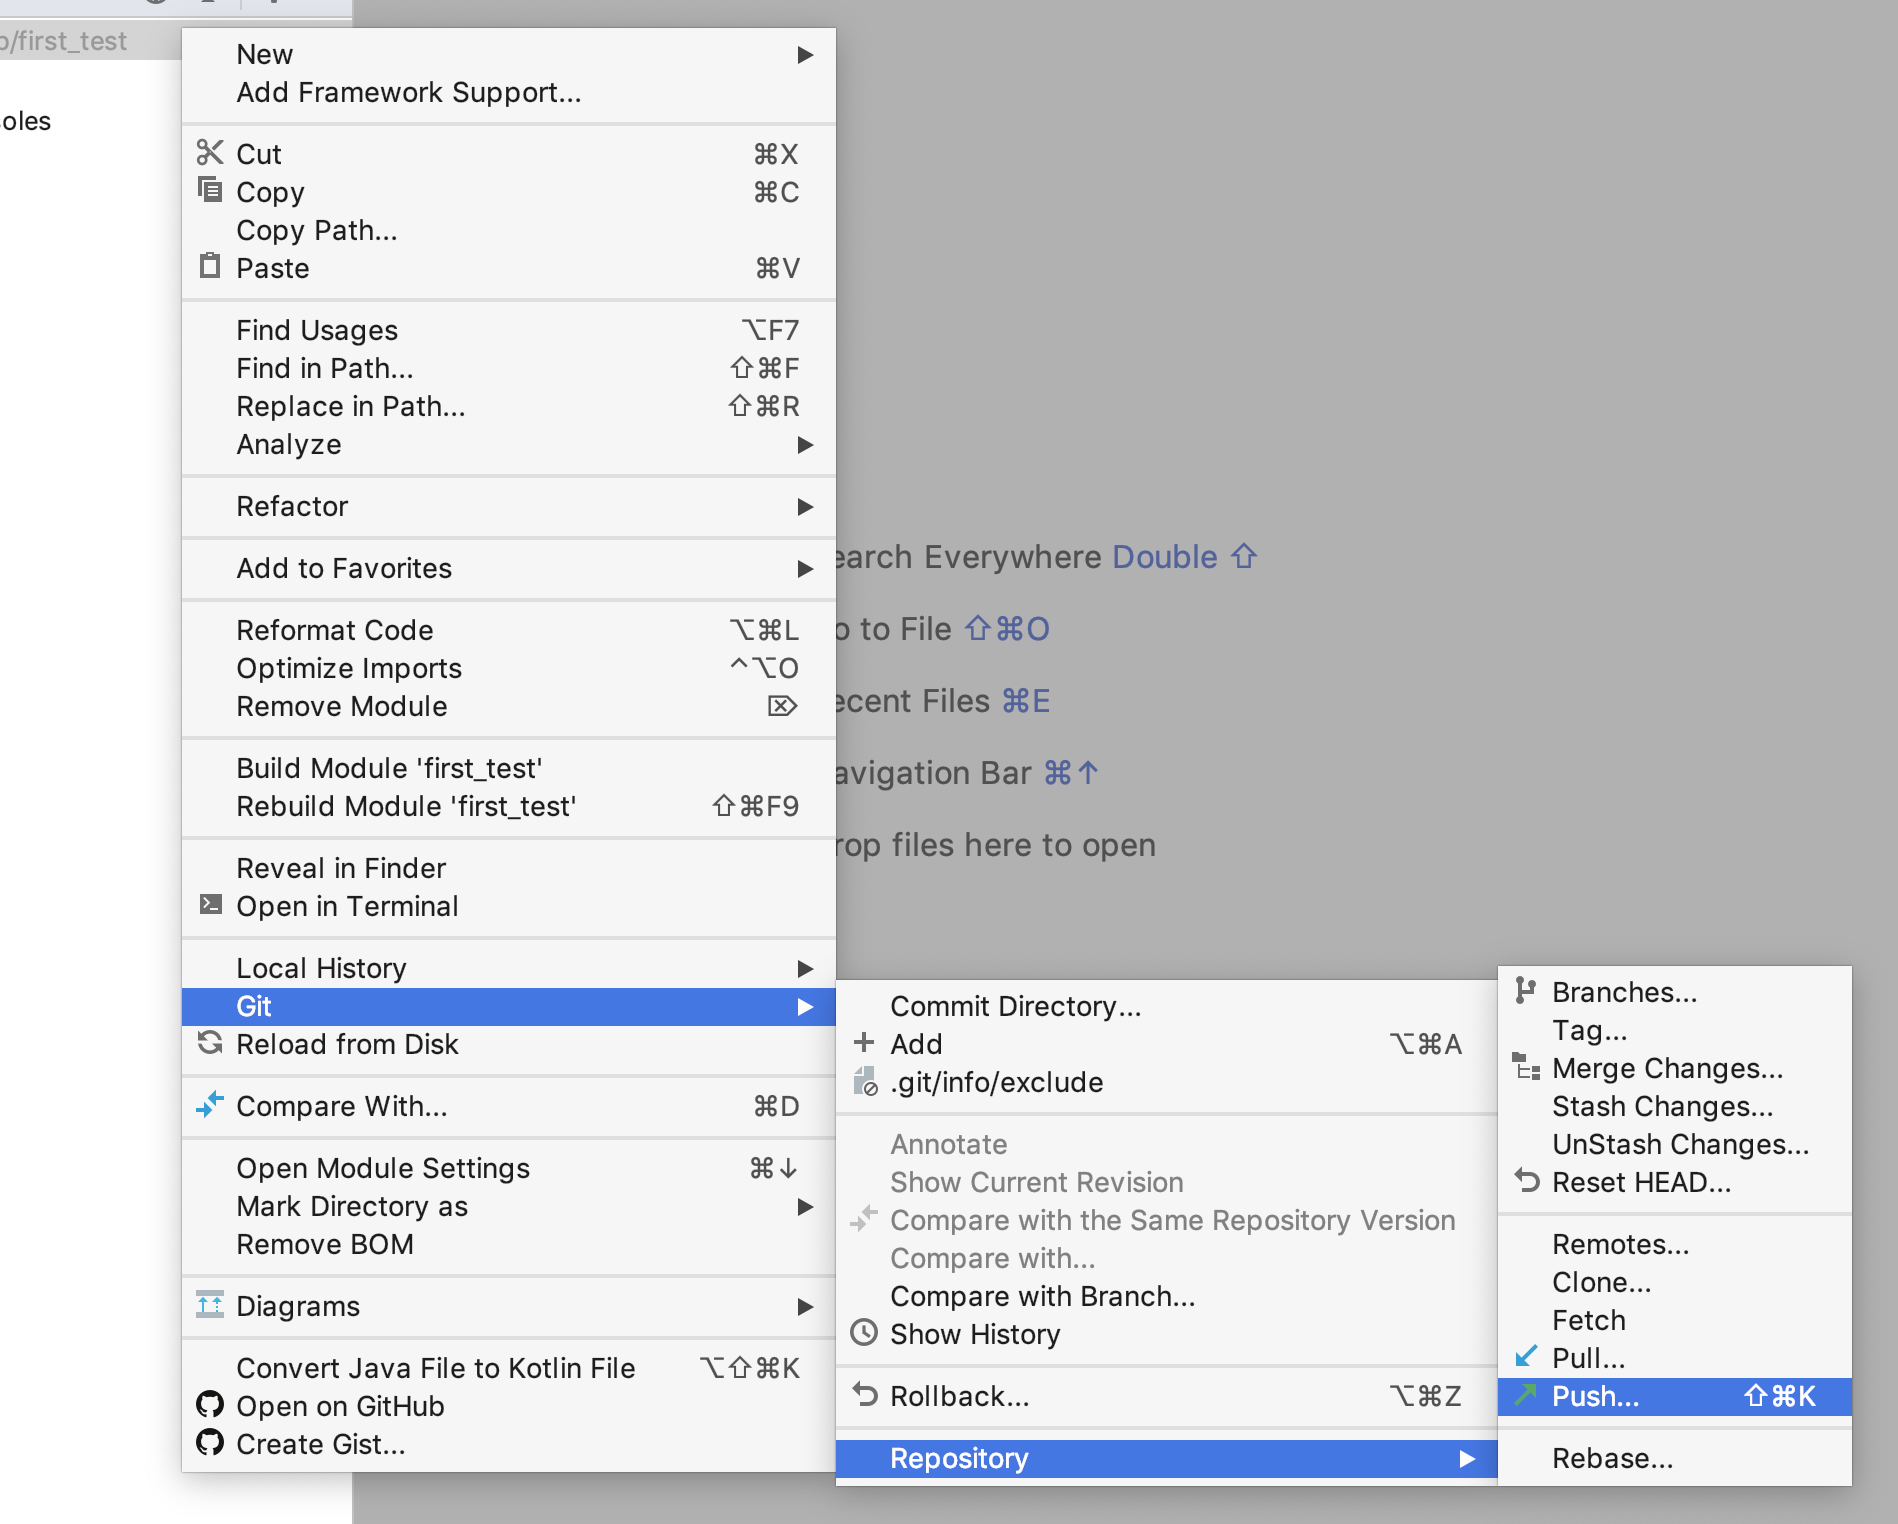 /first_test
oles
New
Add Framework Support...
Cut ⌘X
Copy ⌘C
Copy Path...
Paste ⌘V
Find Usages ⌥F7
Find in Path... ⇧⌘F
Replace in Path... ⇧⌘R
Analyze
Refactor
Add to Favorites
Reformat Code ⌥⌘L
Optimize Imports ^⌥O
Remove Module ⌦
Build Module 'first_test'
Rebuild Module 'first_test' ⇧⌘F9
Reveal in Finder
Open in Terminal
Local History
Git
Reload from Disk
Compare With... ⌘D
Open Module Settings ⌘↓
Mark Directory as
Remove BOM
Diagrams
Convert Java File to Kotlin File ⌥⇧⌘K
Open on GitHub
Create Gist...
earch Everywhere Double ⇧
o to File ⇧⌘O
ecent Files ⌘E
avigation Bar ⌘↑
rop files here to open
Commit Directory...
Add ⌥⌘A
.git/info/exclude
Annotate
Show Current Revision
Compare with the Same Repository Version
Compare with...
Compare with Branch...
Show History
Rollback... ⌥⌘Z
Repository
Branches...
Tag...
Merge Changes...
Stash Changes...
UnStash Changes...
Reset HEAD...
Remotes...
Clone...
Fetch
Pull...
Push... ⇧⌘K
Rebase...